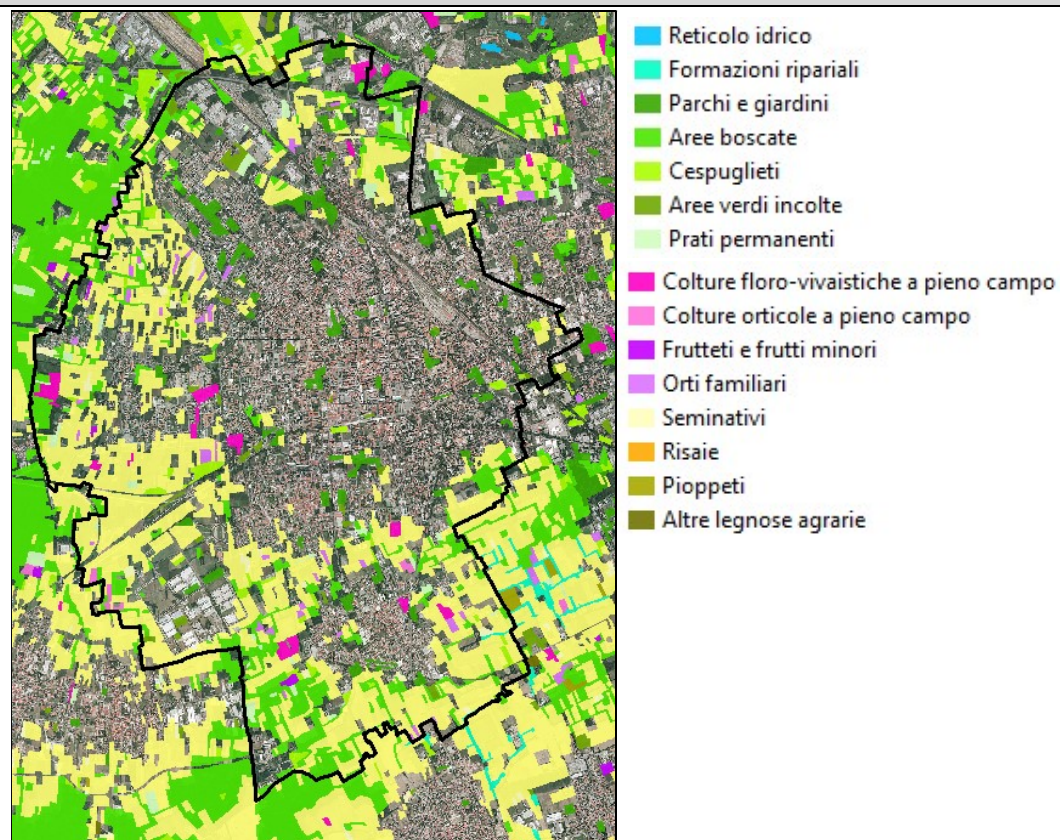 Reticolo idrico
Formazioni ripariali
Parchi e giardini
Aree boscate
Cespuglieti
Aree verdi incolte
Prati permanenti
Colture floro-vivaistiche a pieno campo
Colture orticole a pieno campo
Frutteti e frutti minori
Orti familiari
Seminativi
Risaie
Pioppeti
Altre legnose agrarie